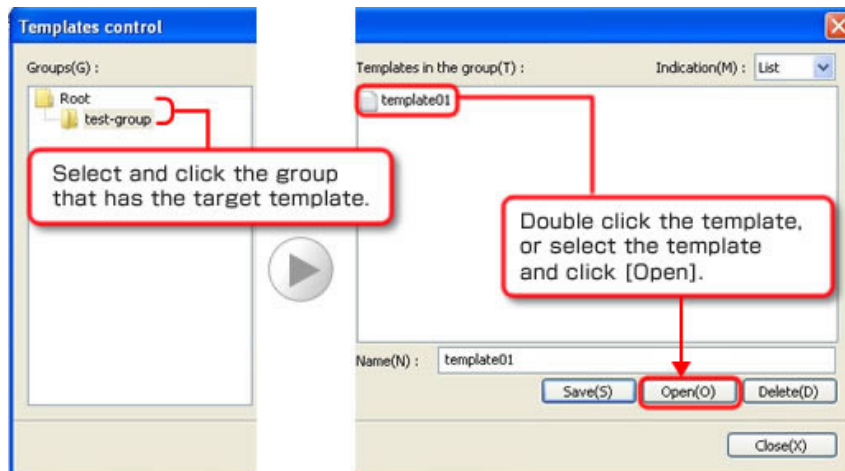 Templates control
Groups(G) :
Root
test-group
Select and click the group
that has the target template.
Templates in the group(T) :
Indication(M) : List
template01
Double click the template,
or select the template
and click [Open].
Name(N) : template01
Save(S) Open(O) Delete(D)
Close(X)